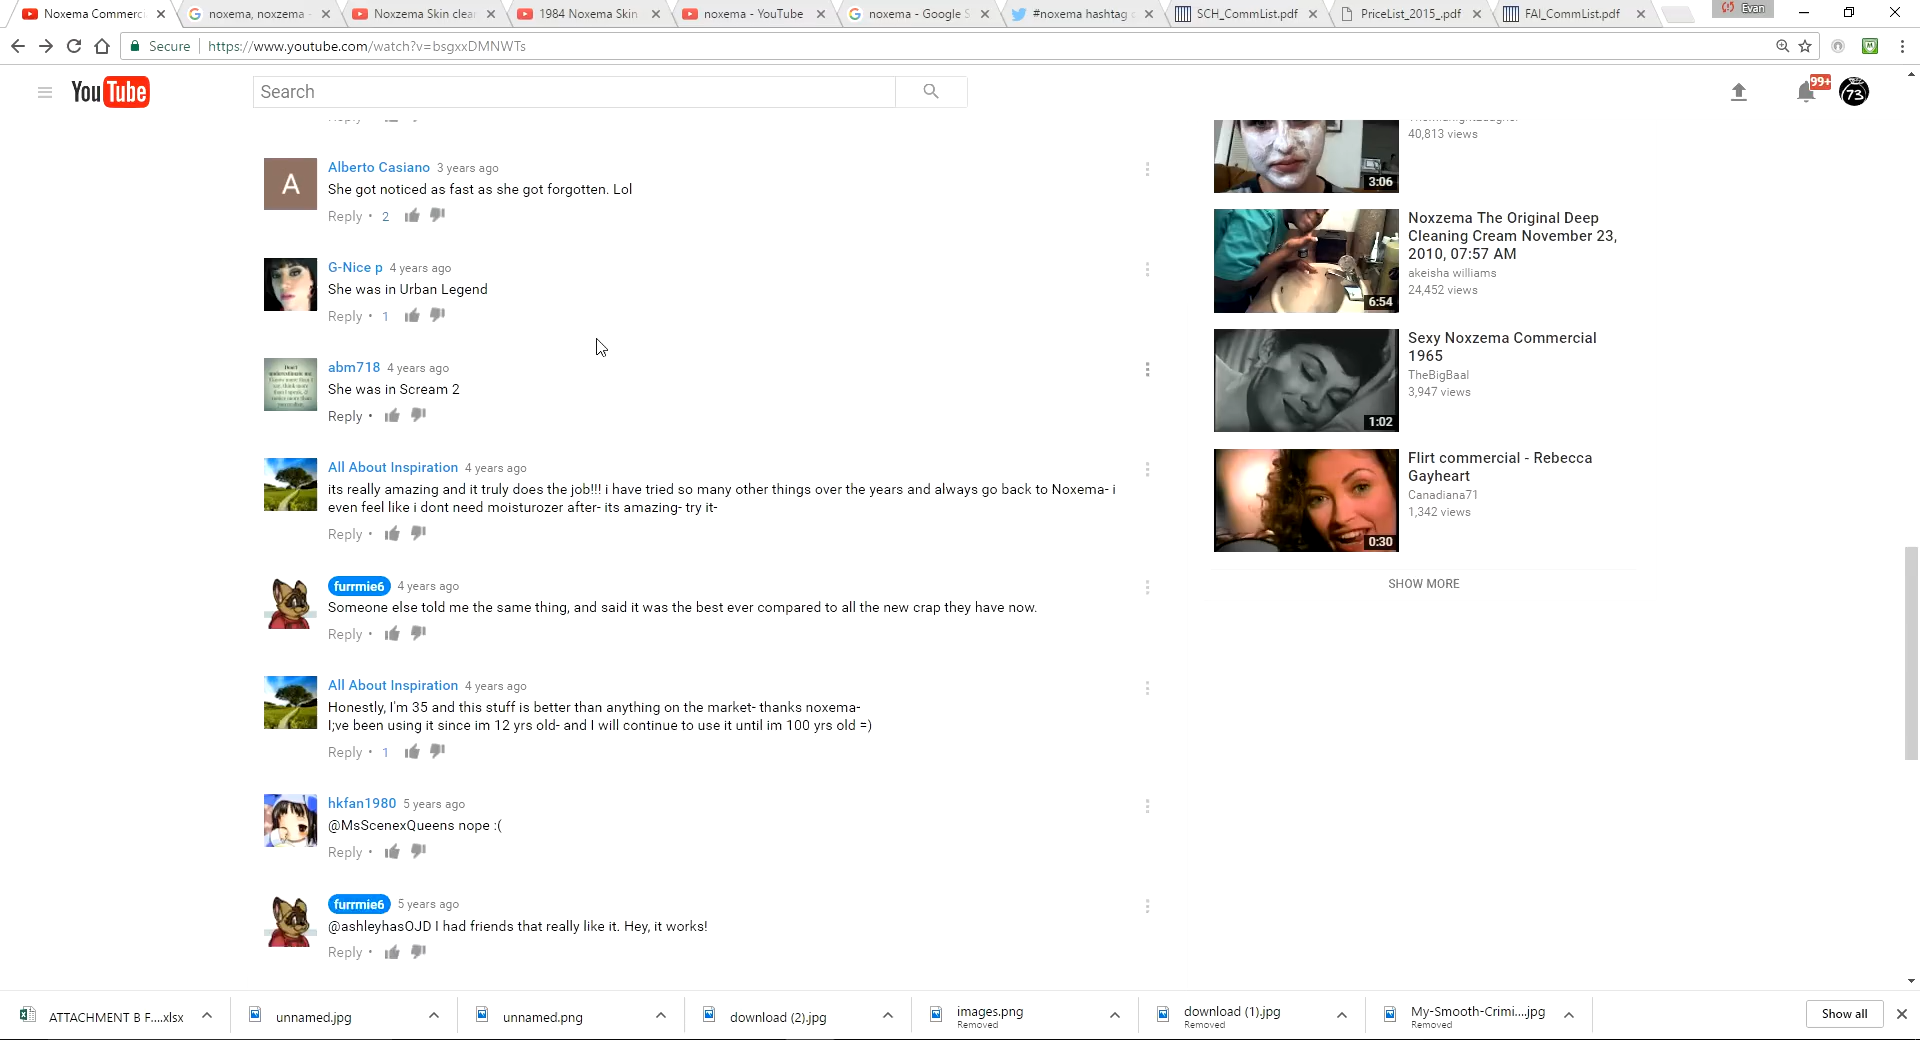 Noxema Commerc
noxema, noxzema -
Noxzema Skin clea
1984 Noxema Skin
noxema - YouTube
noxema - Google S
#noxema hashtag
SCH_CommList.pdf
PriceList_2015_.pdf
FAI_CommList.pdf
Evan
Secure
https://www.youtube.com/watch?v=bsgxxDMNWTs
YouTube
Search
99+
73
40,813 views
3:06
Alberto Casiano 3 years ago
A
She got noticed as fast as she got forgotten. Lol
Reply • 2
G-Nice p 4 years ago
She was in Urban Legend
Reply • 1
abm718 4 years ago
She was in Scream 2
Reply •
All About Inspiration 4 years ago
its really amazing and it truly does the job!!! i have tried so many other things over the years and always go back to Noxema- i
even feel like i dont need moisturozer after- its amazing- try it-
Reply •
furrmie6 4 years ago
Someone else told me the same thing, and said it was the best ever compared to all the new crap they have now.
Reply •
All About Inspiration 4 years ago
Honestly, I'm 35 and this stuff is better than anything on the market- thanks noxema-
I;ve been using it since im 12 yrs old- and I will continue to use it until im 100 yrs old =)
Reply • 1
hkfan1980 5 years ago
@MsScenexQueens nope :(
Reply •
furrmie6 5 years ago
@ashleyhasOJD I had friends that really like it. Hey, it works!
Reply •
Noxzema The Original Deep
Cleaning Cream November 23,
2010, 07:57 AM
akeisha williams
24,452 views
6:54
Sexy Noxzema Commercial
1965
TheBigBaal
3,947 views
1:02
Flirt commercial - Rebecca
Gayheart
Canadiana71
1,342 views
0:30
SHOW MORE
ATTACHMENT B F....xlsx
unnamed.jpg
unnamed.png
download (2).jpg
images.png
Removed
download (1).jpg
Removed
My-Smooth-Crimi....jpg
Removed
Show all